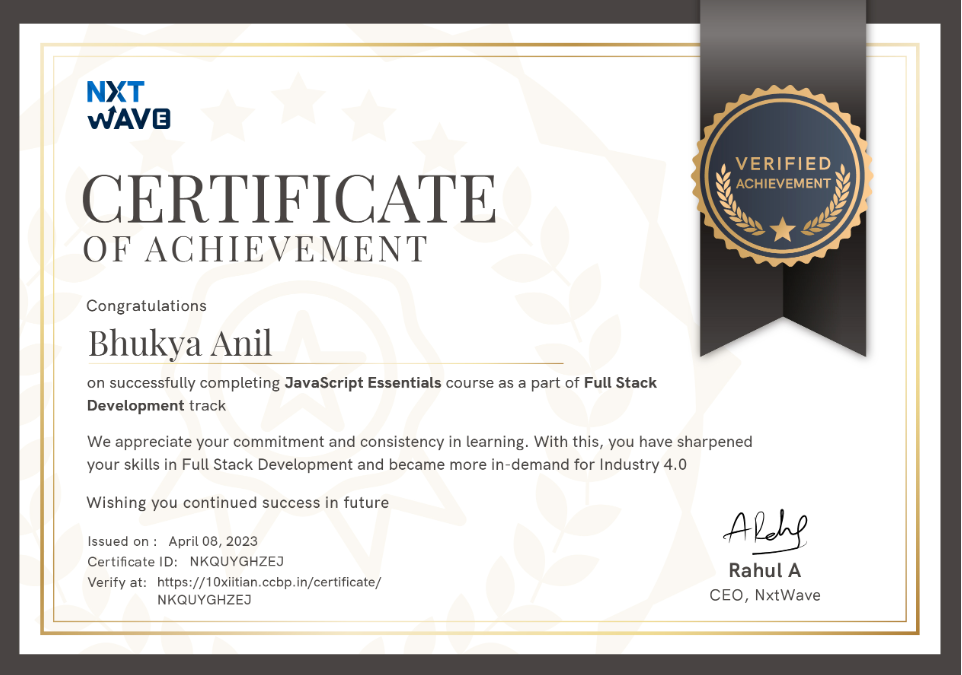 NXT
WAVE
VERIFIED
ACHIEVEMENT
CERTIFICATE
OF ACHIEVEMENT
Congratulations
Bhukya Anil
on successfully completing JavaScript Essentials course as a part of Full Stack
Development track
We appreciate your commitment and consistency in learning. With this, you have sharpened
your skills in Full Stack Development and became more in-demand for Industry 4.0
Wishing you continued success in future
Issued on : April 08, 2023
Certificate ID: NKQUYGHZEJ
Verify at: https://10xiitian.ccbp.in/certificate/
NKQUYGHZEJ
Rahul A
CEO, NxtWave